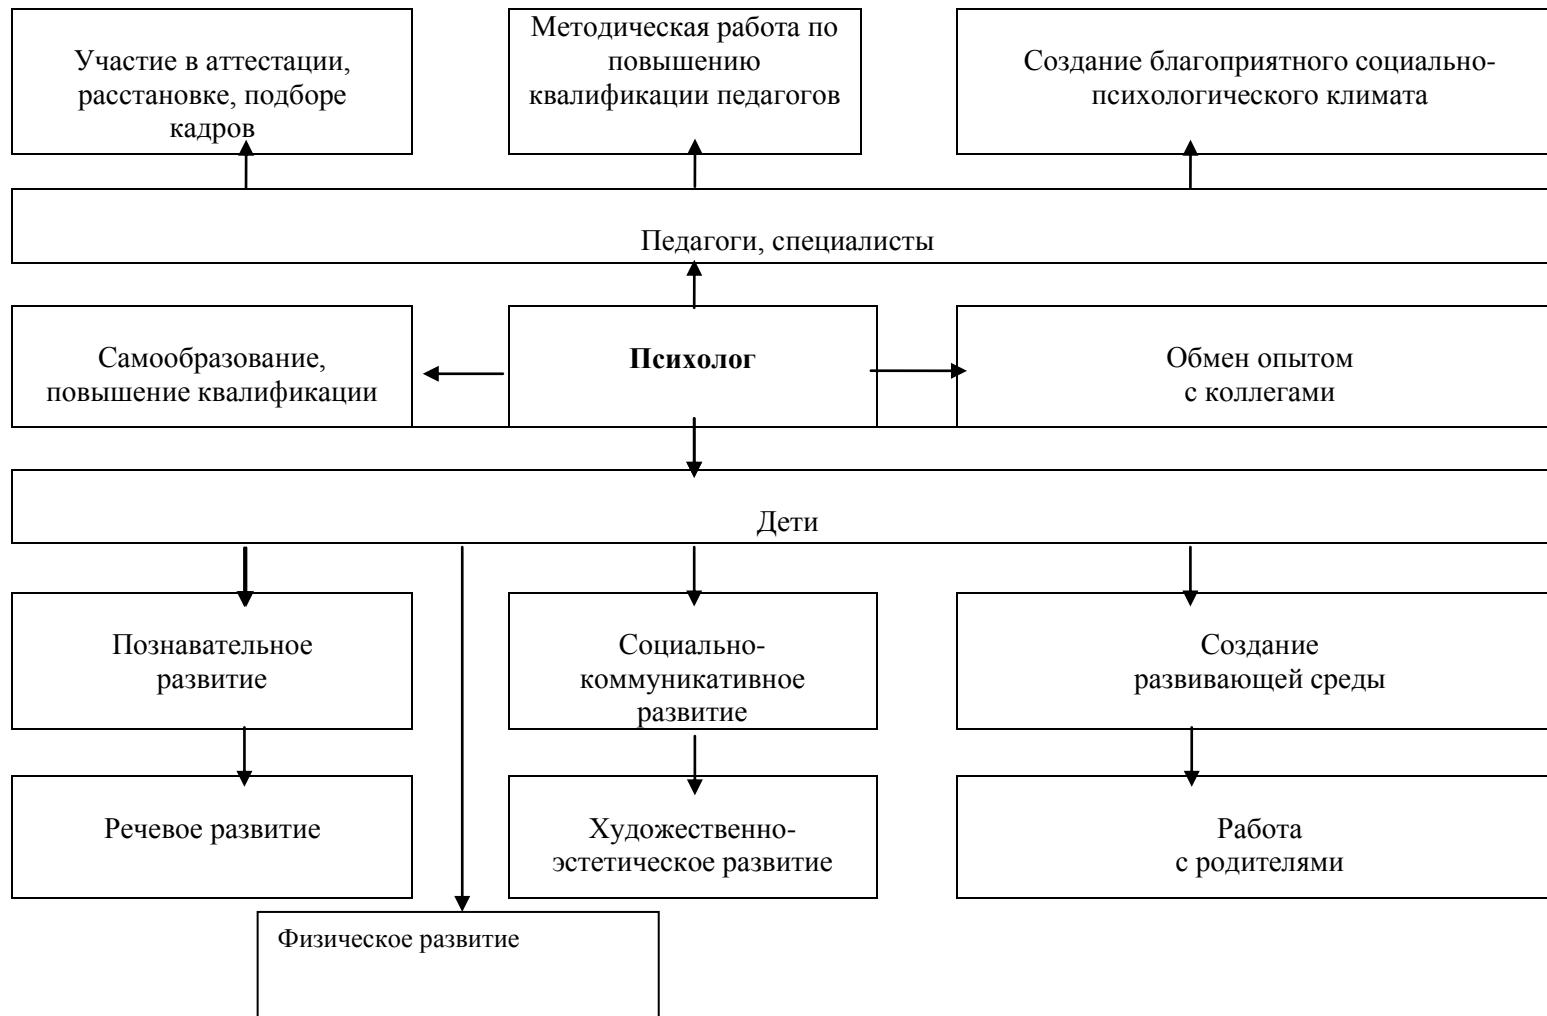 Участие в аттестации,
расстановке, подборе
кадров
Методическая работа по
повышению
квалификации педагогов
Создание благоприятного социально-
психологического климата
Педагоги, специалисты
Самообразование,
повышение квалификации
Психолог
Обмен опытом
с коллегами
Дети
Познавательное
развитие
Социально-
коммуникативное
развитие
Создание
развивающей среды
Речевое развитие
Художественно-
эстетическое развитие
Работа
с родителями
Физическое развитие